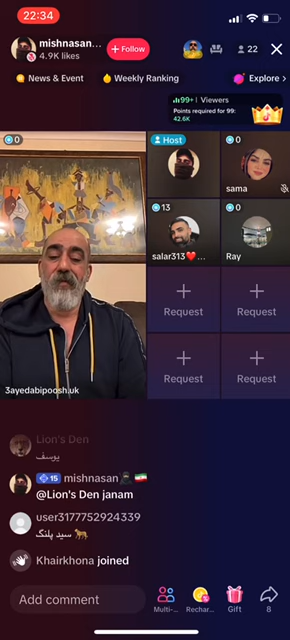 22:34
mishnasan...
4.9K likes
+ Follow
22
News & Event
Weekly Ranking
Explore >
99+ | Viewers
Points required for 99:
42.6K
0
Host
0
sama
13
0
salar313❤️...
Ray
Request
Request
Request
Request
3ayedabipoosh.uk
Lion's Den
یوسف
15 mishnasan🥷🏿🇮🇷
@Lion's Den janam
user3177752924339
سید پلنگ 🐆
Khairkhona joined
Add comment
Multi-...
Rechar...
Gift
8